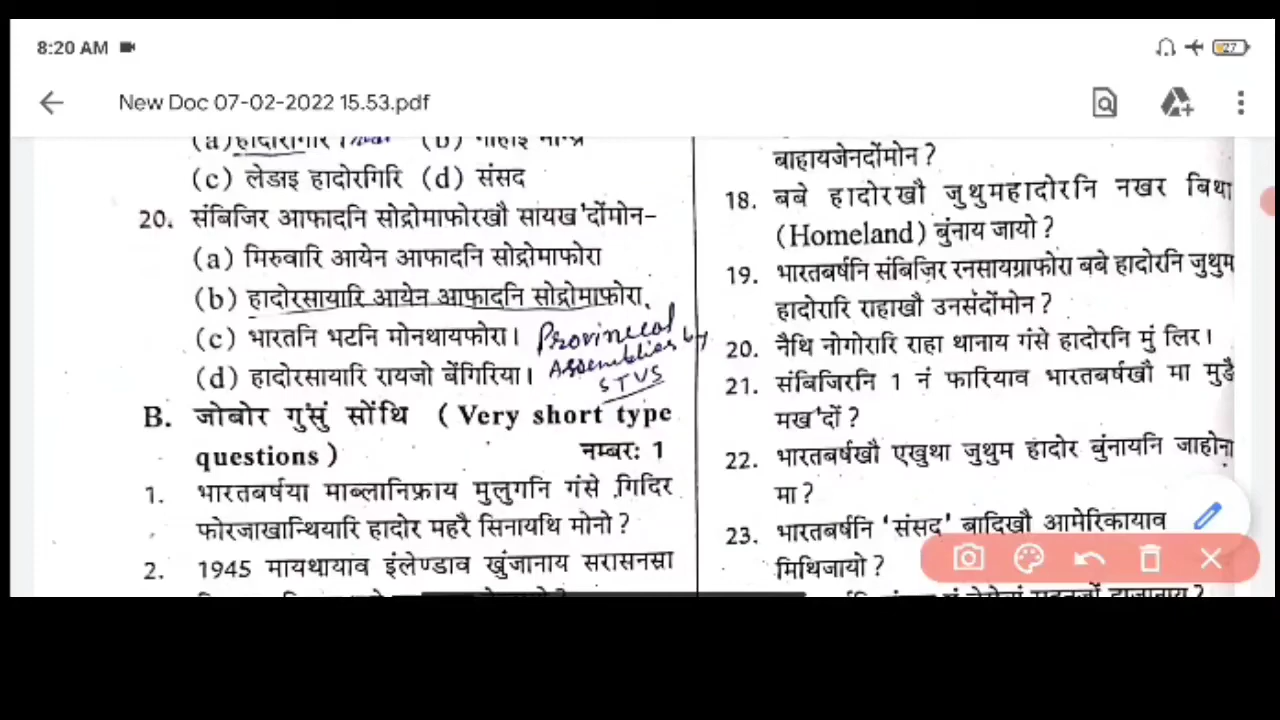 8:20 AM
27
New Doc 07-02-2022 15.53.pdf
(b)
(c) लेडाइ हादोरगिरि (d) संसद
20. संबिजिर आफादनि सोद्रोमाफोरखौ सायख'दोंमोन–
(a) मिरुवारि आयेन आफादनि सोद्रोमाफोरा
(b) हादोरसायारि आयेन आफादनि सोद्रोमाफोरा.
(c) भारतनि भटनि मोनथायफोरा। Provincial
Assemblies by
(d) हादोरसायारि रायजो बेंगिरिया। STVS
B. जोबोर गुसुं सोंथि ( Very short type
questions ) नम्बर: 1
1. भारतबर्षया माब्लानिफ्राय मुलुगनि गंसे गिदिर
फोरजाखान्थियारि हादोर महरै सिनायथि मोनो ?
2. 1945 मायथायाव इंलेण्डाव खुंजानाय सरासनस्रा
बाहायजेनदोंमोन ?
18. बबे हादोरखौ जुथुमहादोरनि नखर बिथा
(Homeland) बुंनाय जायो ?
19. भारतबर्षनि संबिजिर रनसायग्राफोरा बबे हादोरनि जुथुम
हादोरारि राहाखौ उनसंदोंमोन ?
20. नैथि नोगोरारि राहा थानाय गंसे हादोरनि मुं लिर।
21. संबिजिरनि 1 नं फारियाव भारतबर्षखौ मा मुङै
मख'दों ?
22. भारतबर्षखौ एखुथा जुथुम हादोर बुंनायनि जाहोना
मा ?
23. भारतबर्षनि 'संसद' बादिखौ आमेरिकायाव
मिथिजायो ?